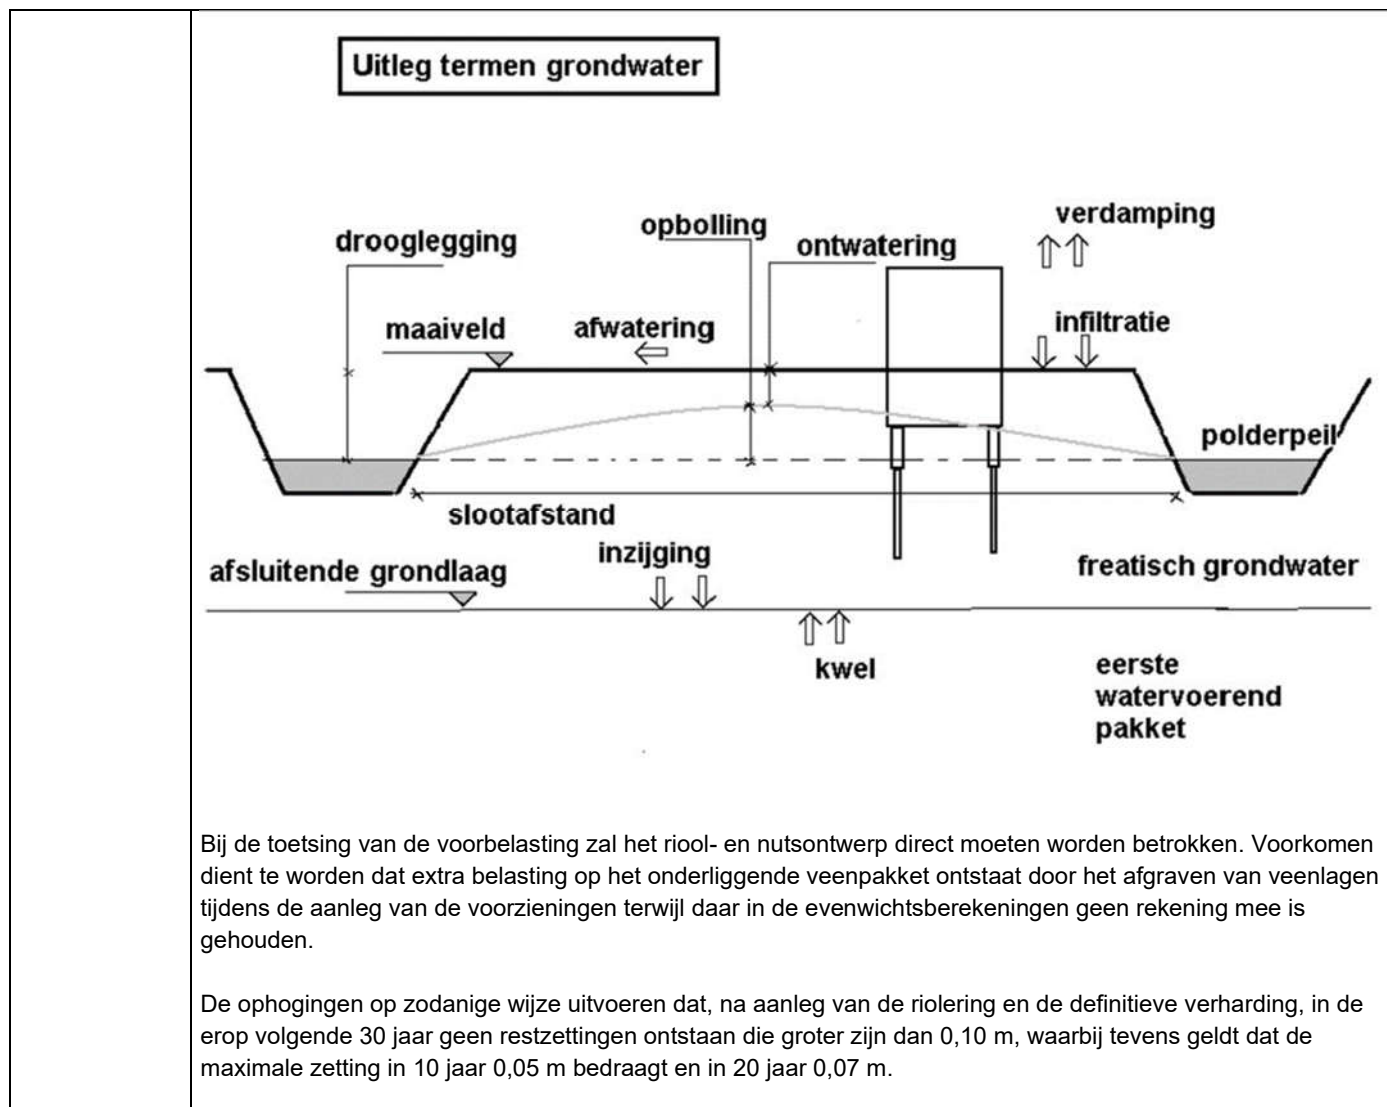 Uitleg termen grondwater
verdamping
opbolling
drooglegging
ontwatering
maaiveld
afwatering
infiltratie
polderpeil
slootafstand
inzijging
afsluitende grondlaag
freatisch grondwater
kwel
eerste
watervoerend
pakket
Bij de toetsing van de voorbelasting zal het riool- en nutsontwerp direct moeten worden betrokken. Voorkomen
dient te worden dat extra belasting op het onderliggende veenpakket ontstaat door het afgraven van veenlagen
tijdens de aanleg van de voorzieningen terwijl daar in de evenwichtsberekeningen geen rekening mee is
gehouden.
De ophogingen op zodanige wijze uitvoeren dat, na aanleg van de riolering en de definitieve verharding, in de
erop volgende 30 jaar geen restzettingen ontstaan die groter zijn dan 0,10 m, waarbij tevens geldt dat de
maximale zetting in 10 jaar 0,05 m bedraagt en in 20 jaar 0,07 m.